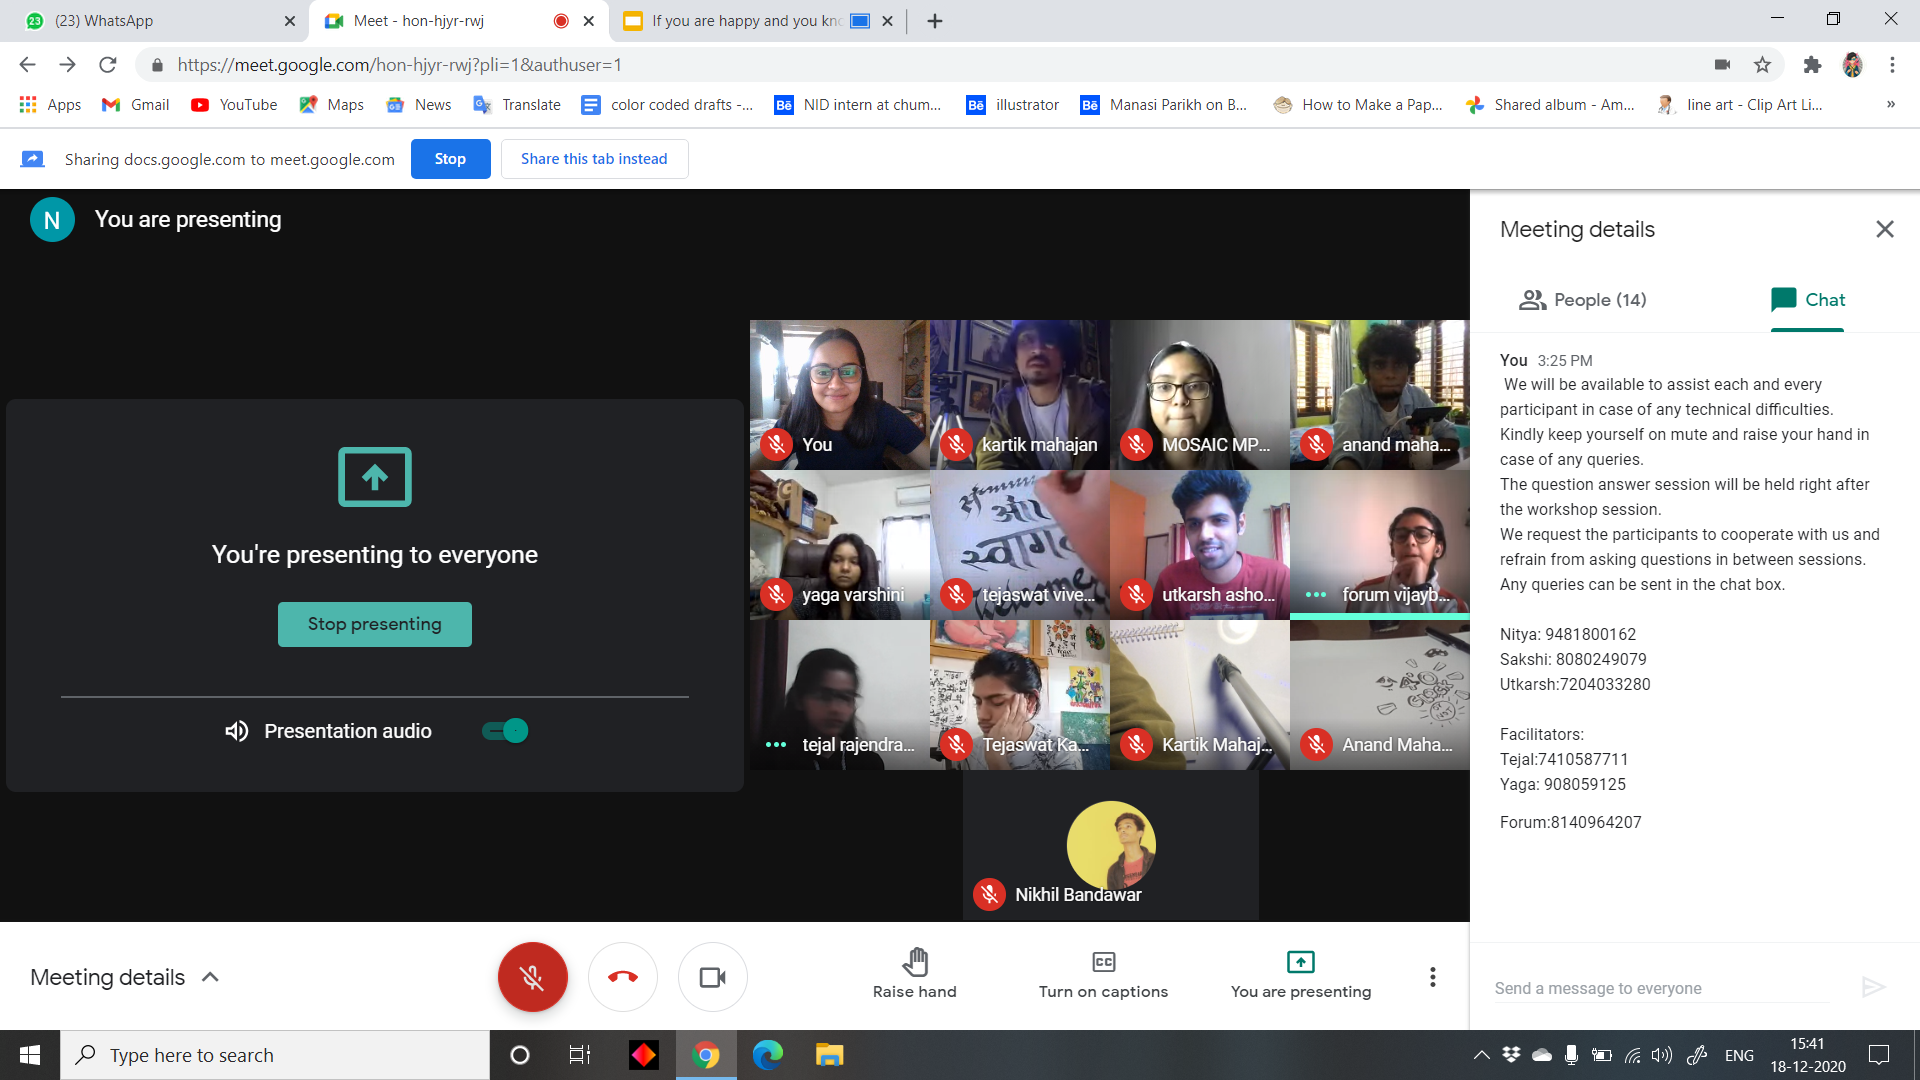 (23) WhatsApp
Meet - hon-hjyr-rwj
If you are happy and you kn
https://meet.google.com/hon-hjyr-rwj?pli=1&authuser=1
Apps
Gmail
YouTube
Maps
News
Translate
color coded drafts -...
NID intern at chum...
illustrator
Manasi Parikh on B...
How to Make a Pap...
Shared album - Am...
line art - Clip Art Li...
»
Sharing docs.google.com to meet.google.com
Stop
Share this tab instead
N
You are presenting
You're presenting to everyone
Stop presenting
Presentation audio
You
kartik mahajan
MOSAIC MP...
anand maha...
yaga varshini
tejaswat vive...
utkarsh asho...
forum vijayb...
tejal rajendra...
Tejaswat Ka...
Kartik Mahaj...
Anand Maha...
Nikhil Bandawar
Meeting details
People (14)
Chat
You 3:25 PM
We will be available to assist each and every
participant in case of any technical difficulties.
Kindly keep yourself on mute and raise your hand in
case of any queries.
The question answer session will be held right after
the workshop session.
We request the participants to cooperate with us and
refrain from asking questions in between sessions.
Any queries can be sent in the chat box.
Nitya: 9481800162
Sakshi: 8080249079
Utkarsh:7204033280
Facilitators:
Tejal:7410587711
Yaga: 908059125
Forum:8140964207
Send a message to everyone
Meeting details
Raise hand
CC
Turn on captions
You are presenting
Type here to search
ENG
15:41
18-12-2020